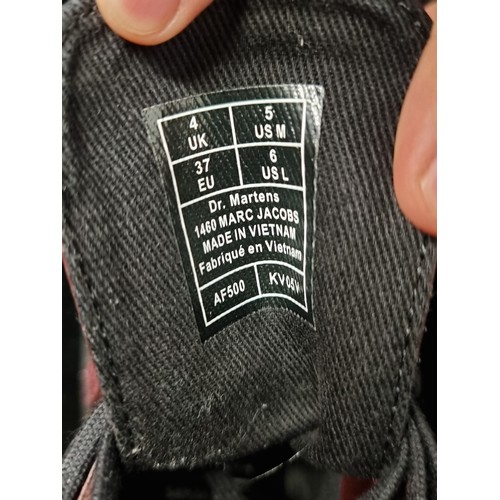 4 UK
5 US M
37 EU
6 US L
Dr. Martens
1460 MARC JACOBS
MADE IN VIETNAM
Fabriqué en Vietnam
AF500
KV04V